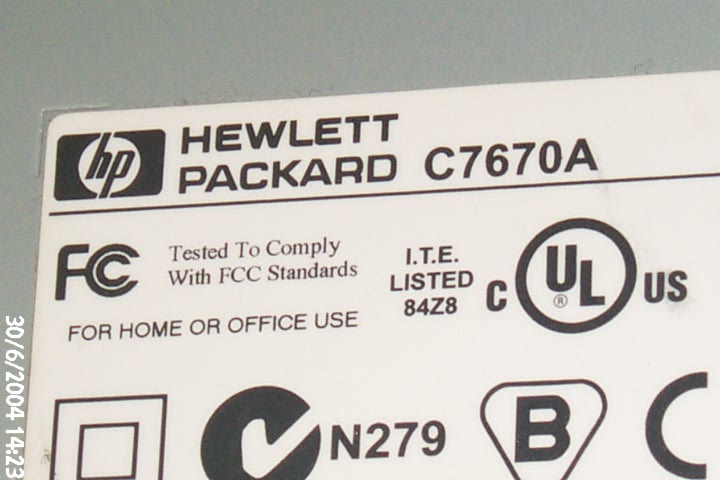 hp
HEWLETT
PACKARD C7670A
FC
Tested To Comply
With FCC Standards
FOR HOME OR OFFICE USE
I.T.E.
LISTED
84Z8
C UL ® US
N279
B
30/6/2004 14:23